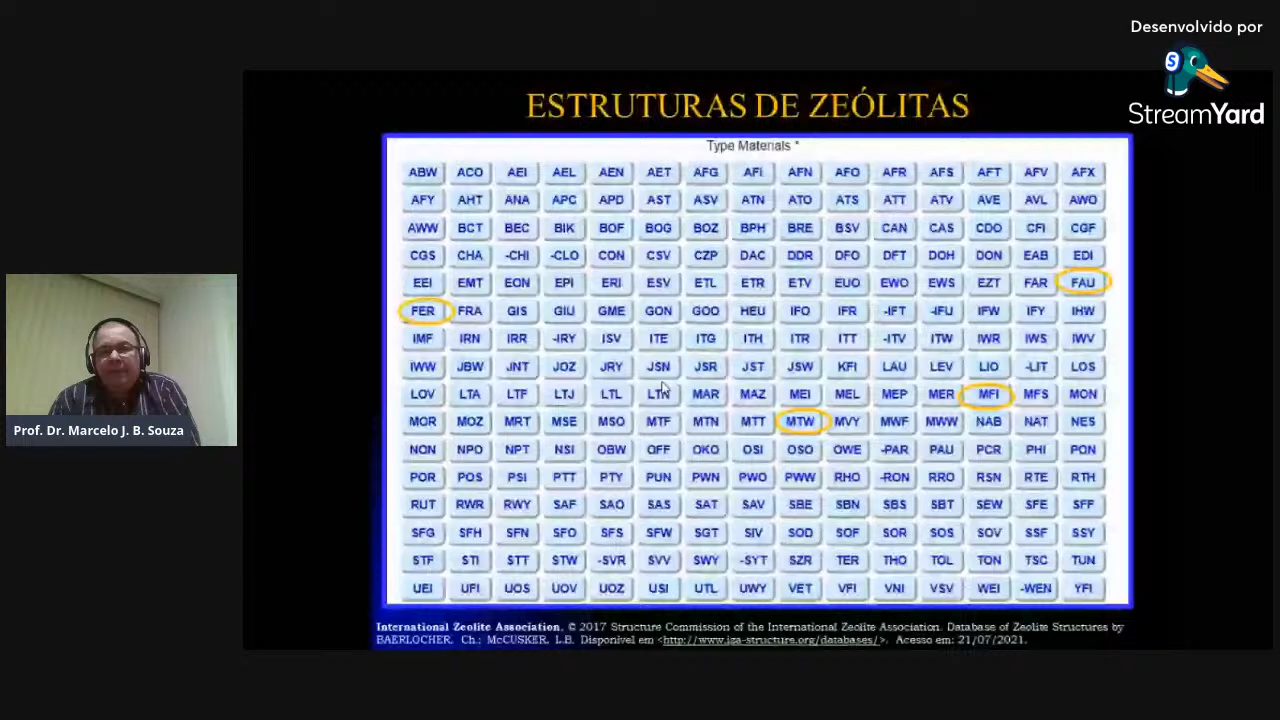 Desenvolvido por
StreamYard
ESTRUTURAS DE ZEÓLITAS
Type Materials *
ABW ACO AEI AEL AEN AET AFG AFI AFN AFO AFR AFS AFT AFV AFX
AFY AHT ANA APC APD AST ASV ATN ATO ATS ATT ATV AVE AVL AWO
AWW BCT BEC BIK BOF BOG BOZ BPH BRE BSV CAN CAS CDO CFI CGF
CGS CHA -CHI -CLO CON CSV CZP DAC DDR DFO DFT DOH DON EAB EDI
EEI EMT EON EPI ERI ESV ETL ETR ETV EUO EWO EWS EZT FAR FAU
FER FRA GIS GIU GME GON GOO HEU IFO IFR -IFT -IFU IFW IFY IHW
IMF IRN IRR -IRY ISV ITE ITG ITH ITR ITT -ITV ITW IWR IWS IWV
IWW JBW JNT JOZ JRY JSN JSR JST JSW KFI LAU LEV LIO -LIT LOS
LOV LTA LTF LTJ LTL LTN MAR MAZ MEI MEL MEP MER MFI MFS MON
MOR MOZ MRT MSE MSO MTF MTN MTT MTW MVY MWF MWW NAB NAT NES
NON NPO NPT NSI OBW OFF OKO OSI OSO OWE -PAR PAU PCR PHI PON
POR POS PSI PTT PTY PUN PWN PWO PWW RHO -RON RRO RSN RTE RTH
RUT RWR RWY SAF SAO SAS SAT SAV SBE SBN SBS SBT SEW SFE SFF
SFG SFH SFN SFO SFS SFW SGT SIV SOD SOF SOR SOS SOV SSF SSY
STF STI STT STW -SVR SVV SWY -SYT SZR TER THO TOL TON TSC TUN
UEI UFI UOS UOV UOZ USI UTL UWY VET VFI VNI VSV WEI -WEN YFI
Prof. Dr. Marcelo J. B. Souza
International Zeolite Association, © 2017 Structure Commission of the International Zeolite Association. Database of Zeolite Structures by
BAERLOCHER, Ch.; McCUSKER, L.B. Disponível em <http://www.iza-structure.org/databases/>. Acesso em: 21/07/2021.